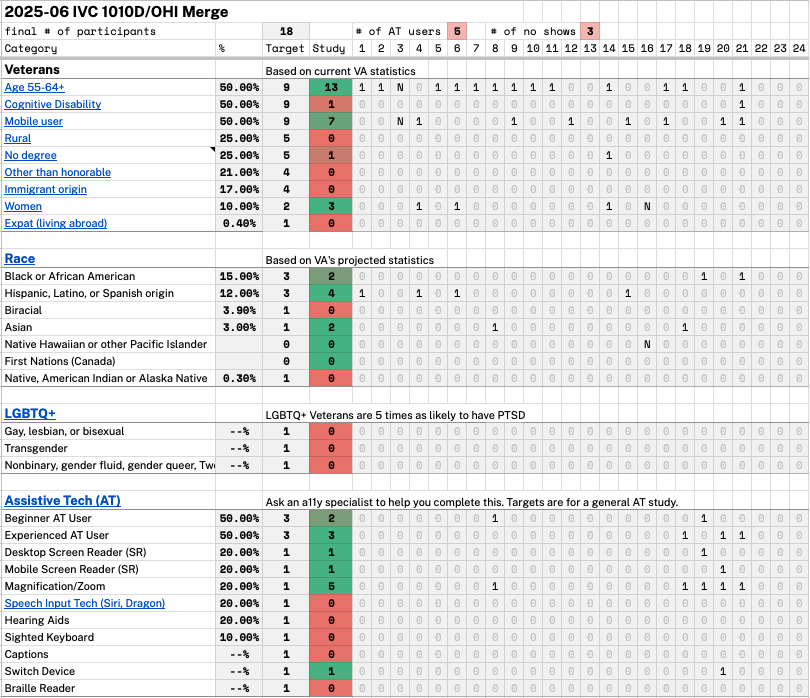 2025-06 IVC 1010D/OHI Merge
final # of participants 18 # of AT users 5 # of no shows 3
Category % Target Study 1 2 3 4 5 6 7 8 9 10 11 12 13 14 15 16 17 18 19 20 21 22 23 24
Veterans Based on current VA statistics
Age 55-64+ 50.00% 9 13 1 1 N 0 1 1 1 1 1 1 1 0 0 1 0 0 1 1 0 0 1 0 0 0
Cognitive Disability 50.00% 9 1 0 0 0 0 0 0 0 0 0 0 0 0 0 0 0 0 0 0 0 0 1 0 0 0
Mobile user 50.00% 9 7 0 0 N 1 0 0 0 0 1 0 0 1 0 0 1 0 1 0 0 1 1 0 0 0
Rural 25.00% 5 0 0 0 0 0 0 0 0 0 0 0 0 0 0 0 0 0 0 0 0 0 0 0 0 0
No degree 25.00% 5 1 0 0 0 0 0 0 0 0 0 0 0 0 0 1 0 0 0 0 0 0 0 0 0 0
Other than honorable 21.00% 4 0 0 0 0 0 0 0 0 0 0 0 0 0 0 0 0 0 0 0 0 0 0 0 0 0
Immigrant origin 17.00% 4 0 0 0 0 0 0 0 0 0 0 0 0 0 0 0 0 0 0 0 0 0 0 0 0 0
Women 10.00% 2 3 0 0 0 1 0 1 0 0 0 0 0 0 0 1 0 N 0 0 0 0 0 0 0 0
Expat (living abroad) 0.40% 1 0 0 0 0 0 0 0 0 0 0 0 0 0 0 0 0 0 0 0 0 0 0 0 0 0
Race Based on VA's projected statistics
Black or African American 15.00% 3 2 0 0 0 0 0 0 0 0 0 0 0 0 0 0 0 0 0 0 1 0 1 0 0 0
Hispanic, Latino, or Spanish origin 12.00% 3 4 1 0 0 1 0 1 0 0 0 0 0 0 0 0 1 0 0 0 0 0 0 0 0 0
Biracial 3.90% 1 0 0 0 0 0 0 0 0 0 0 0 0 0 0 0 0 0 0 0 0 0 0 0 0 0
Asian 3.00% 1 2 0 0 0 0 0 0 0 1 0 0 0 0 0 0 0 0 0 1 0 0 0 0 0 0
Native Hawaiian or other Pacific Islander 0 0 0 0 0 0 0 0 0 0 0 0 0 0 0 0 0 N 0 0 0 0 0 0 0 0
First Nations (Canada) 0 0 0 0 0 0 0 0 0 0 0 0 0 0 0 0 0 0 0 0 0 0 0 0 0 0
Native, American Indian or Alaska Native 0.30% 1 0 0 0 0 0 0 0 0 0 0 0 0 0 0 0 0 0 0 0 0 0 0 0 0 0
LGBTQ+ LGBTQ+ Veterans are 5 times as likely to have PTSD
Gay, lesbian, or bisexual --% 1 0 0 0 0 0 0 0 0 0 0 0 0 0 0 0 0 0 0 0 0 0 0 0 0 0
Transgender --% 1 0 0 0 0 0 0 0 0 0 0 0 0 0 0 0 0 0 0 0 0 0 0 0 0 0
Nonbinary, gender fluid, gender queer, Tw --% 1 0 0 0 0 0 0 0 0 0 0 0 0 0 0 0 0 0 0 0 0 0 0 0 0 0
Assistive Tech (AT) Ask an a11y specialist to help you complete this. Targets are for a general AT study.
Beginner AT User 50.00% 3 2 0 0 0 0 0 0 0 1 0 0 0 0 0 0 0 0 0 0 1 0 0 0 0 0
Experienced AT User 50.00% 3 3 0 0 0 0 0 0 0 0 0 0 0 0 0 0 0 0 0 1 0 1 1 0 0 0
Desktop Screen Reader (SR) 20.00% 1 1 0 0 0 0 0 0 0 0 0 0 0 0 0 0 0 0 0 0 1 0 0 0 0 0
Mobile Screen Reader (SR) 20.00% 1 1 0 0 0 0 0 0 0 0 0 0 0 0 0 0 0 0 0 0 0 1 0 0 0 0
Magnification/Zoom 20.00% 1 5 0 0 0 0 0 0 0 1 0 0 0 0 0 0 0 0 0 1 1 1 1 0 0 0
Speech Input Tech (Siri, Dragon) 20.00% 1 0 0 0 0 0 0 0 0 0 0 0 0 0 0 0 0 0 0 0 0 0 0 0 0 0
Hearing Aids 20.00% 1 0 0 0 0 0 0 0 0 0 0 0 0 0 0 0 0 0 0 0 0 0 0 0 0 0
Sighted Keyboard 10.00% 1 0 0 0 0 0 0 0 0 0 0 0 0 0 0 0 0 0 0 0 0 0 0 0 0 0
Captions --% 1 0 0 0 0 0 0 0 0 0 0 0 0 0 0 0 0 0 0 0 0 0 0 0 0 0
Switch Device --% 1 1 0 0 0 0 0 0 0 0 0 0 0 0 0 0 0 0 0 0 0 1 0 0 0 0
Braille Reader --% 1 0 0 0 0 0 0 0 0 0 0 0 0 0 0 0 0 0 0 0 0 0 0 0 0 0